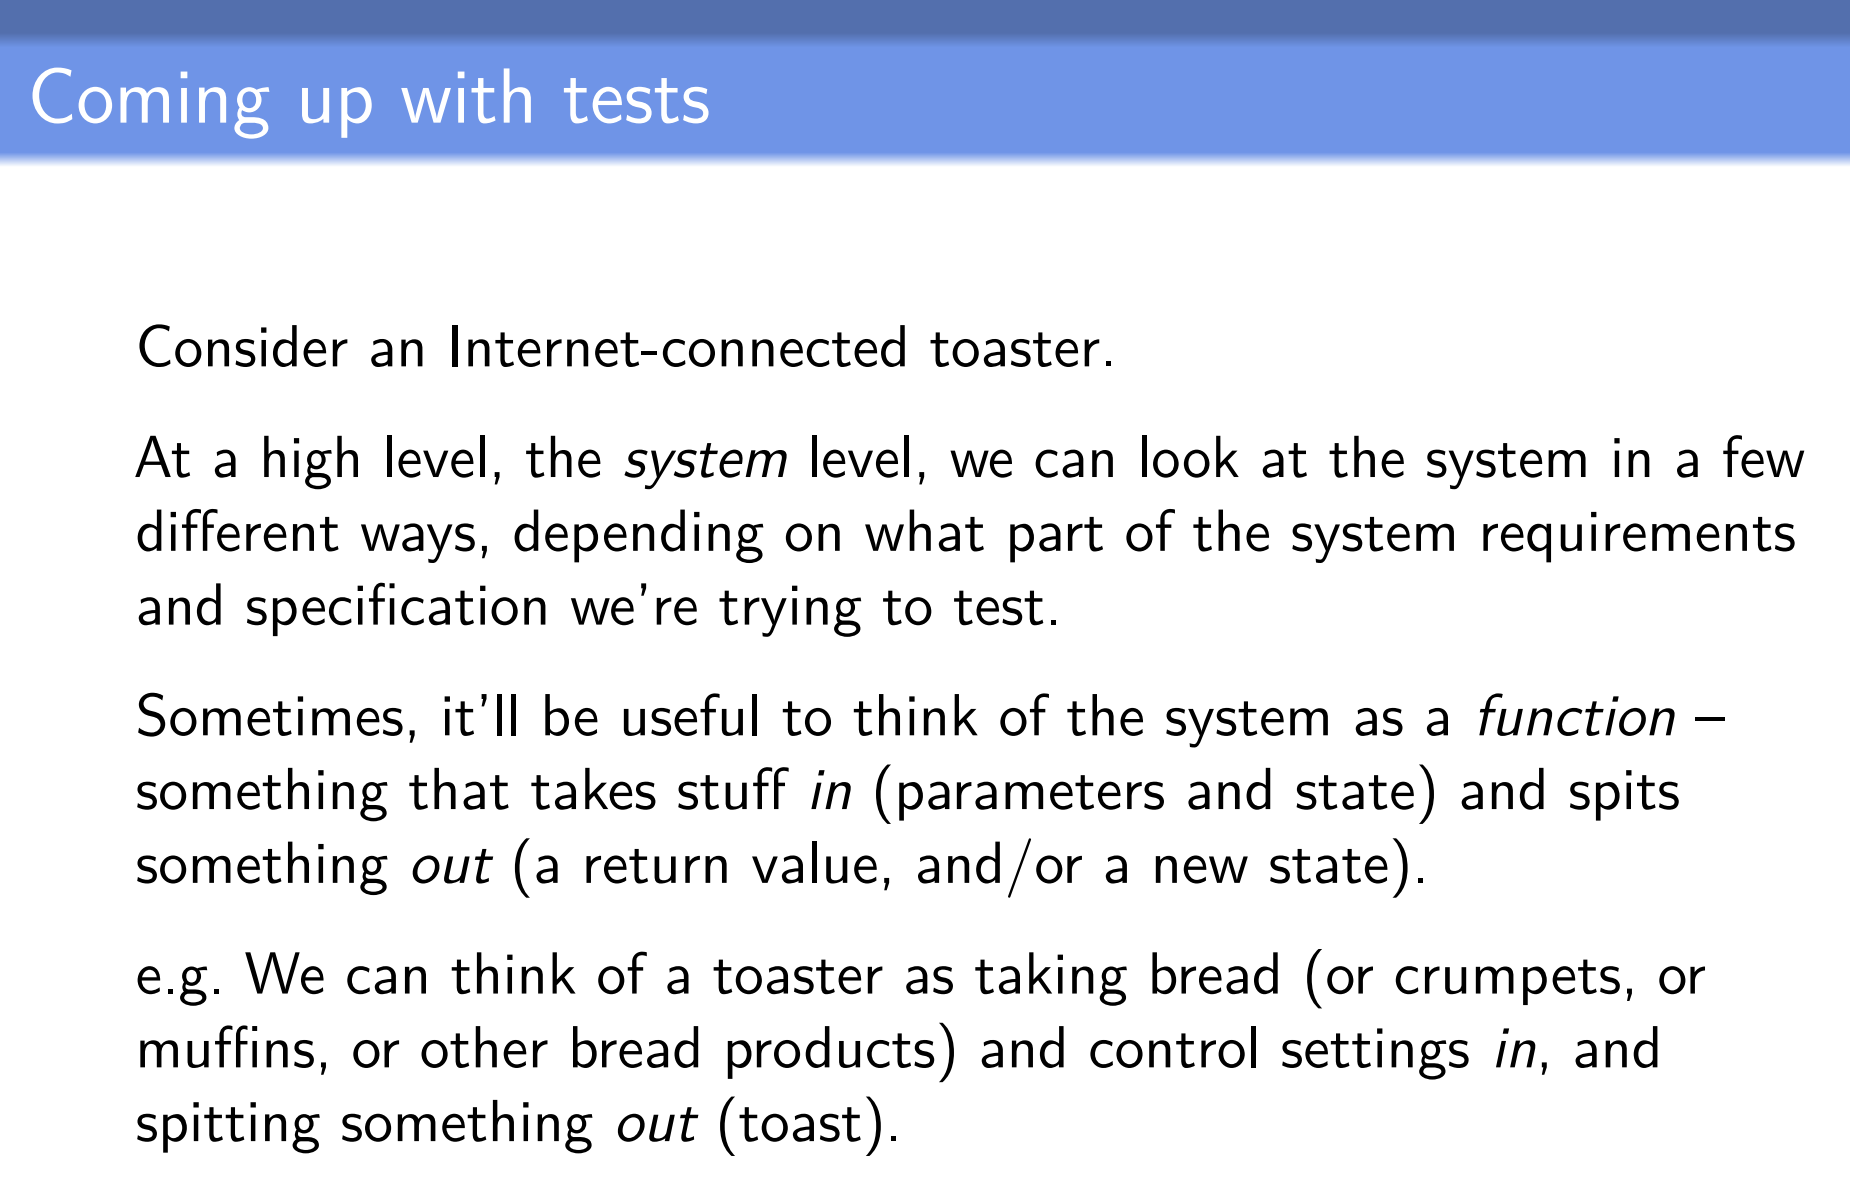 Coming up with tests
Consider an Internet-connected toaster.
At a high level, the system level, we can look at the system in a few
different ways, depending on what part of the system requirements
and specification we're trying to test.
Sometimes, it'll be useful to think of the system as a function –
something that takes stuff in (parameters and state) and spits
something out (a return value, and/or a new state).
e.g. We can think of a toaster as taking bread (or crumpets, or
muffins, or other bread products) and control settings in, and
spitting something out (toast).